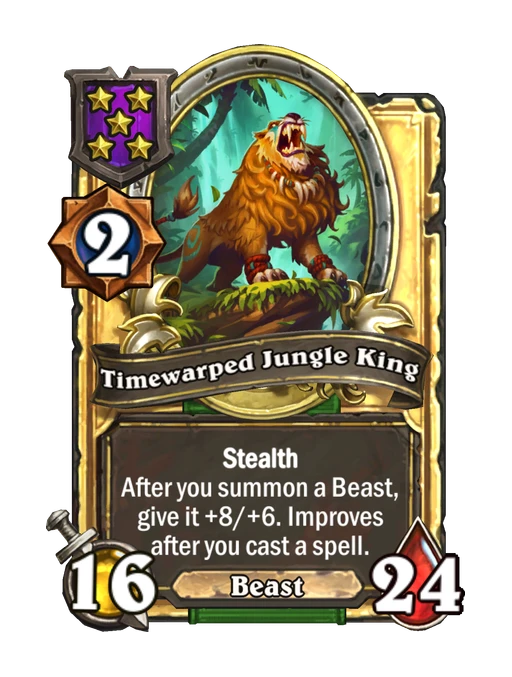 2
Timewarped Jungle King
Stealth
After you summon a Beast,
give it +8/+6. Improves
after you cast a spell.
16
Beast
24